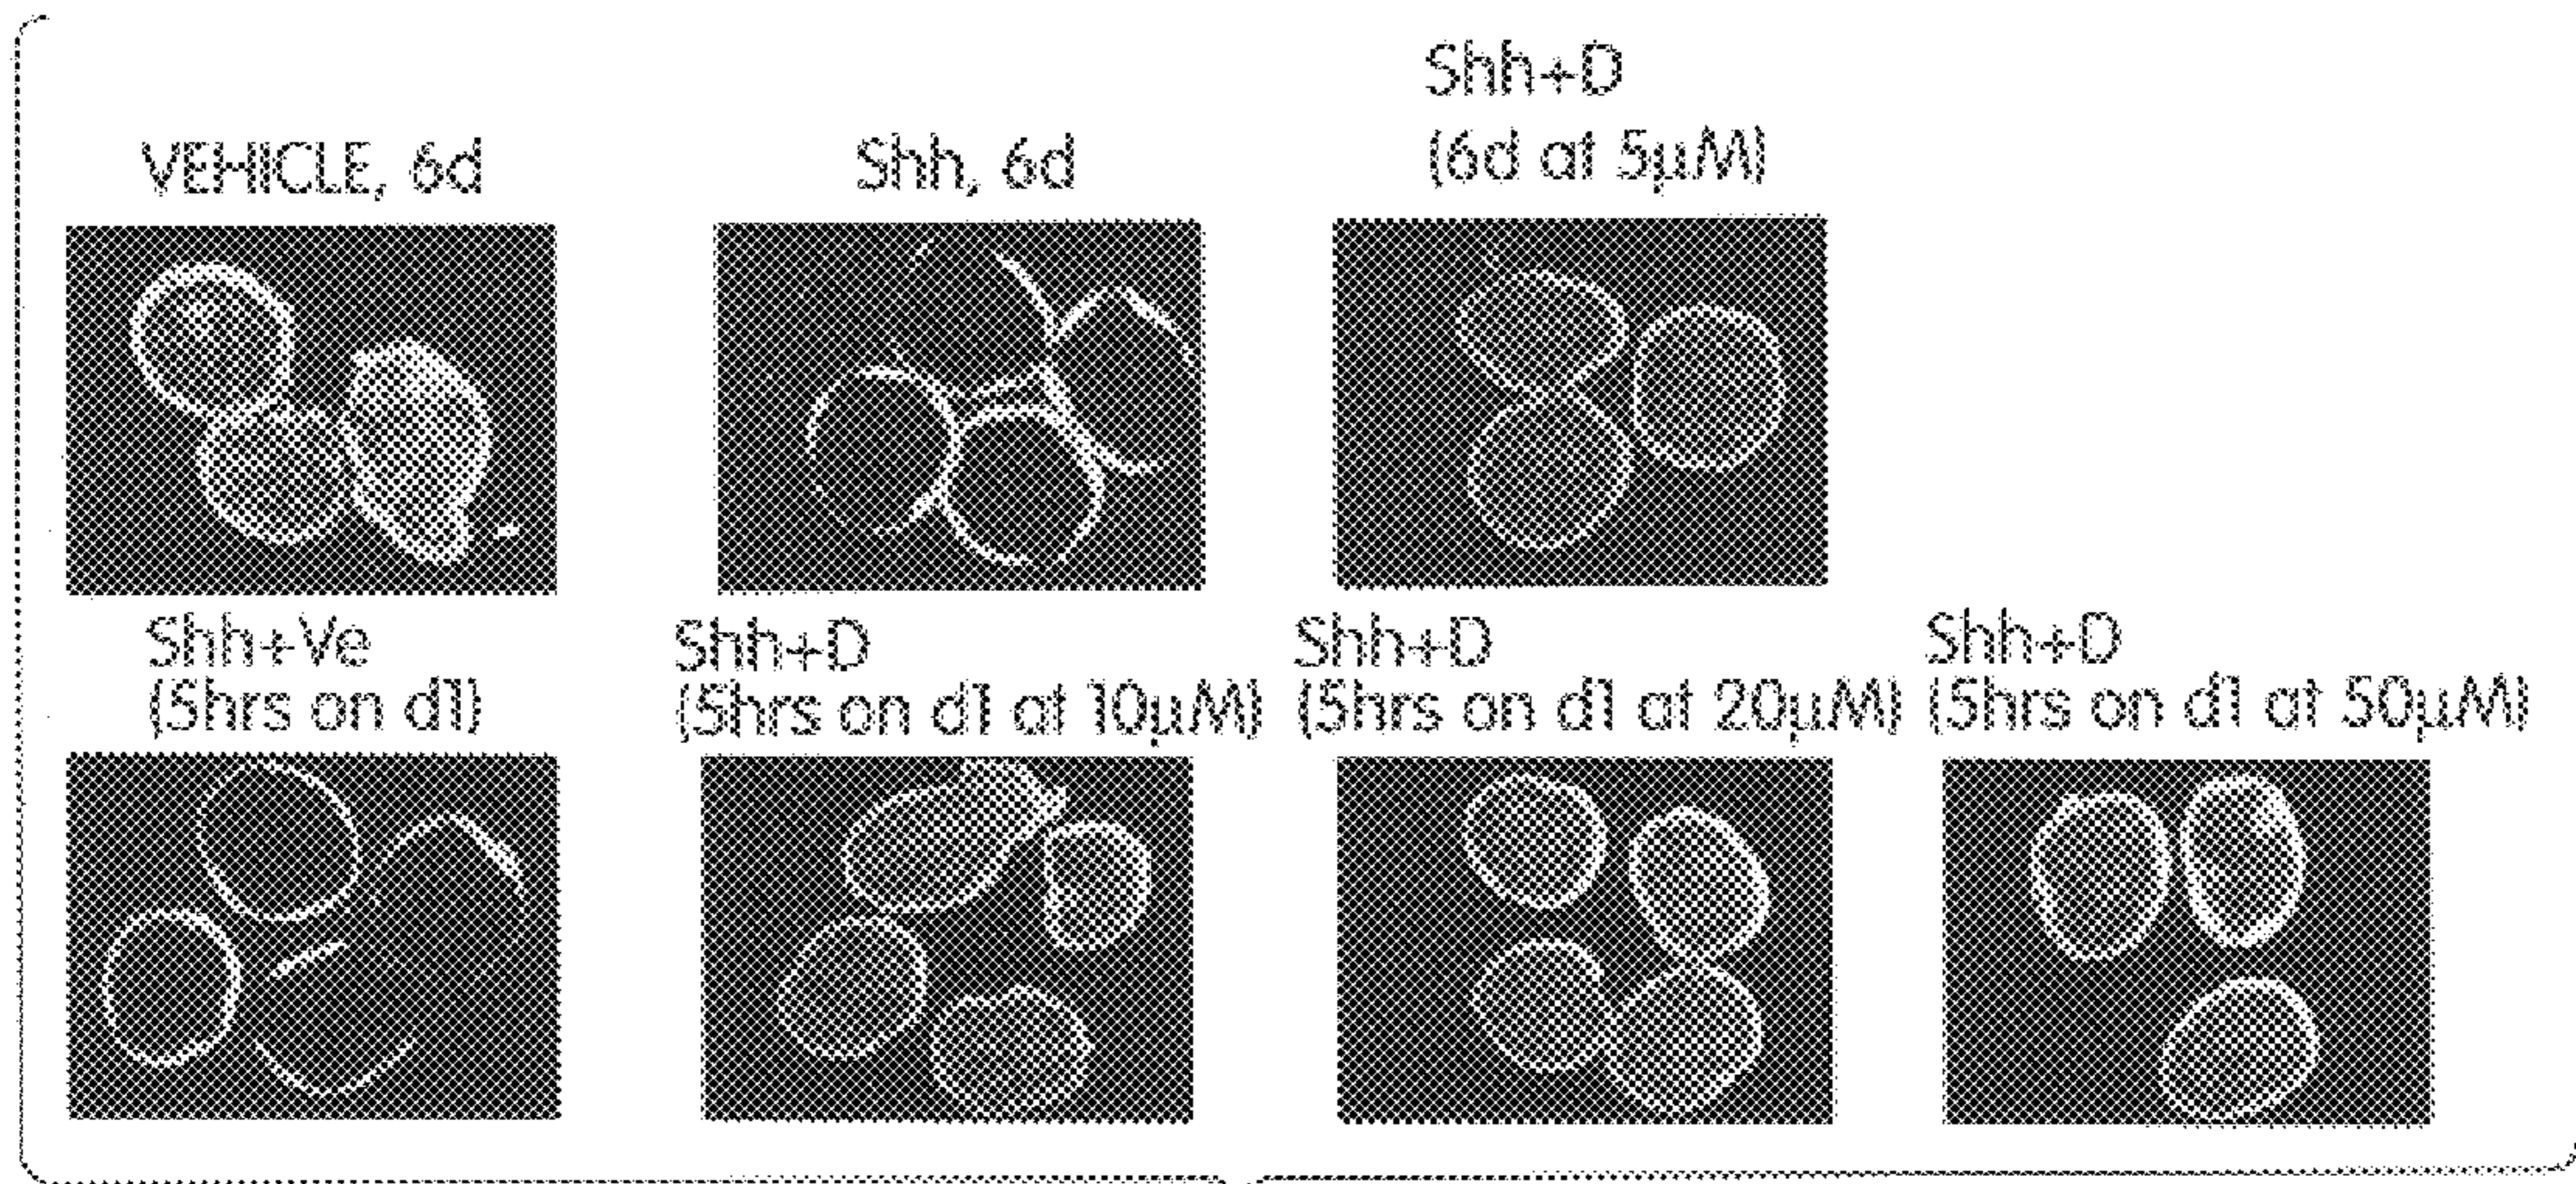 Shh+D
VEHICLE, 6d
Shh, 6d
(6d at 5µM)
Shh+Ve
(5hrs on d1)
Shh+D
(5hrs on d1 at 10µM)
Shh+D
(5hrs on d1 at 20µM)
Shh+D
(5hrs on d1 at 50µM)